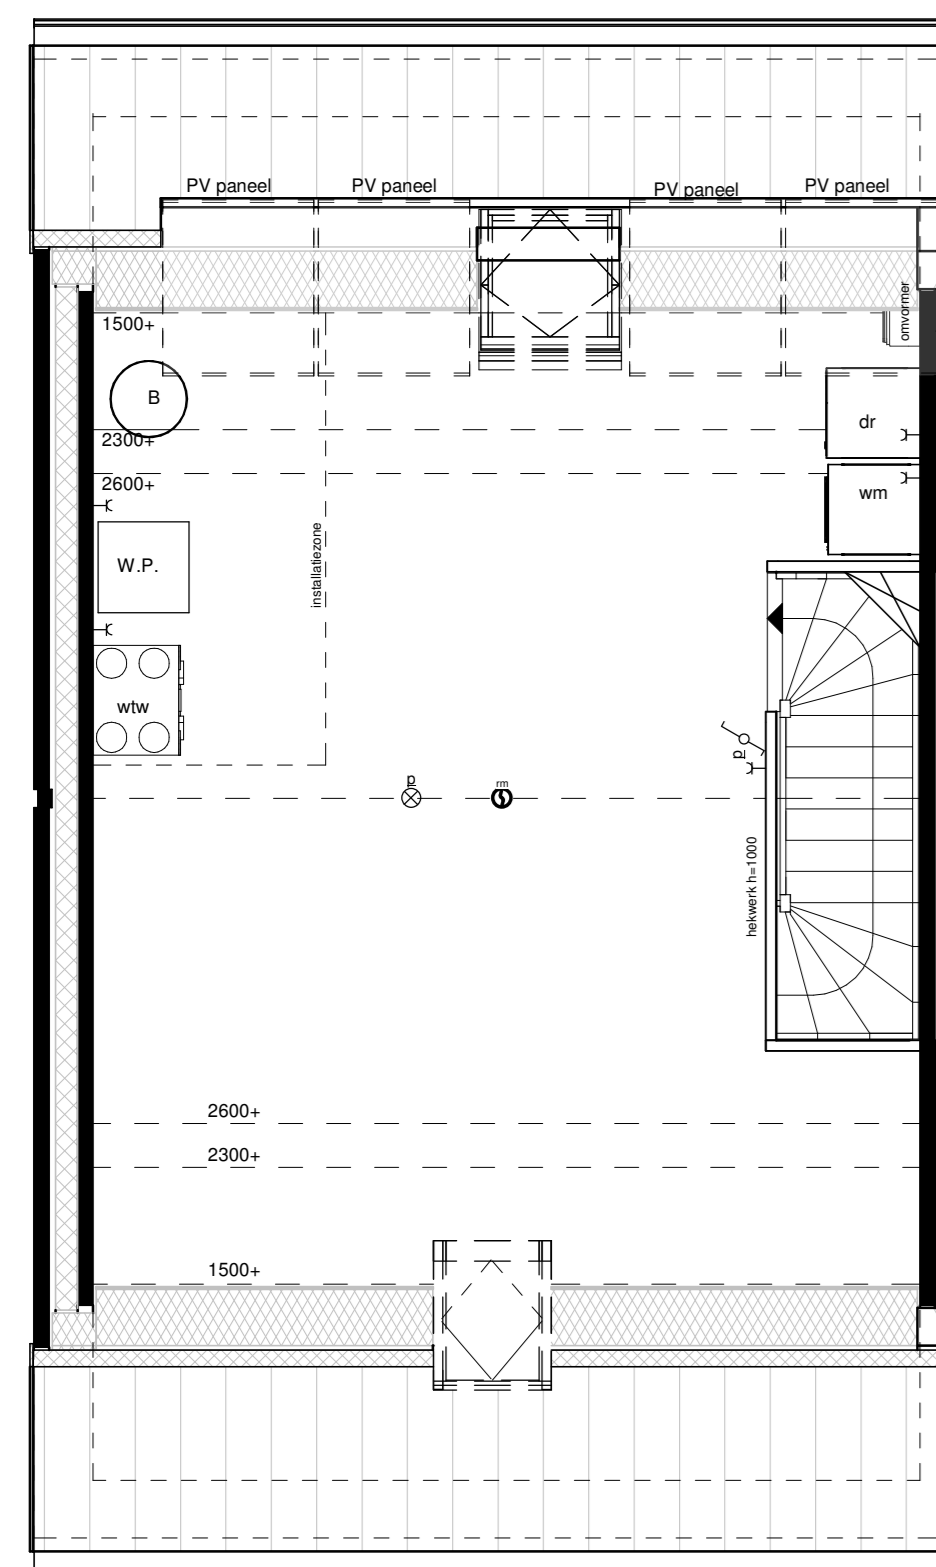 PV paneel
PV paneel
PV paneel
PV paneel
1500+
omvormer
B
dr
2300+
2600+
wm
W.P.
installatiezone
wtw
p
p
rm
hekwerk h=1000
2600+
2300+
1500+